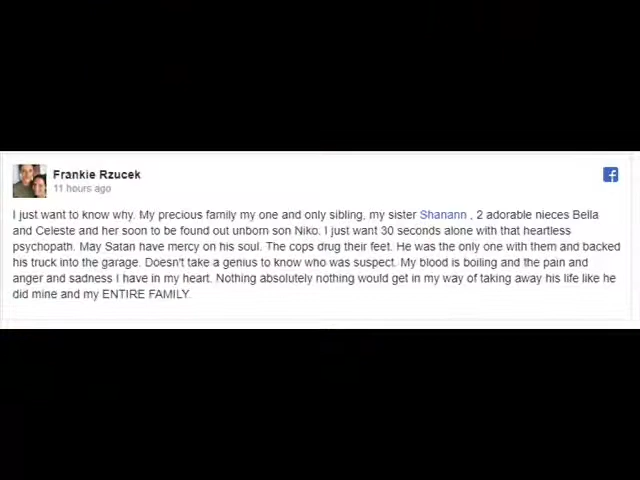 Frankie Rzucek
11 hours ago
I just want to know why. My precious family my one and only sibling, my sister Shanann , 2 adorable nieces Bella
and Celeste and her soon to be found out unborn son Niko. I just want 30 seconds alone with that heartless
psychopath. May Satan have mercy on his soul. The cops drug their feet. He was the only one with them and backed
his truck into the garage. Doesn't take a genius to know who was suspect. My blood is boiling and the pain and
anger and sadness I have in my heart. Nothing absolutely nothing would get in my way of taking away his life like he
did mine and my ENTIRE FAMILY.